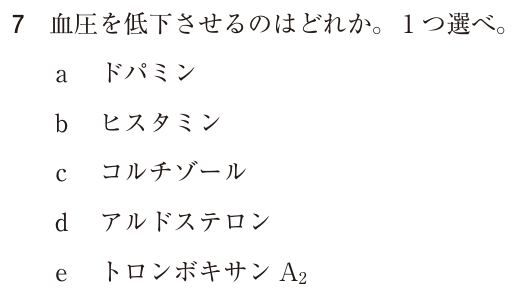 7 血圧を低下させるのはどれか。1つ選べ。
a ドパミン
b ヒスタミン
c コルチゾール
d アルドステロン
e トロンボキサン A₂